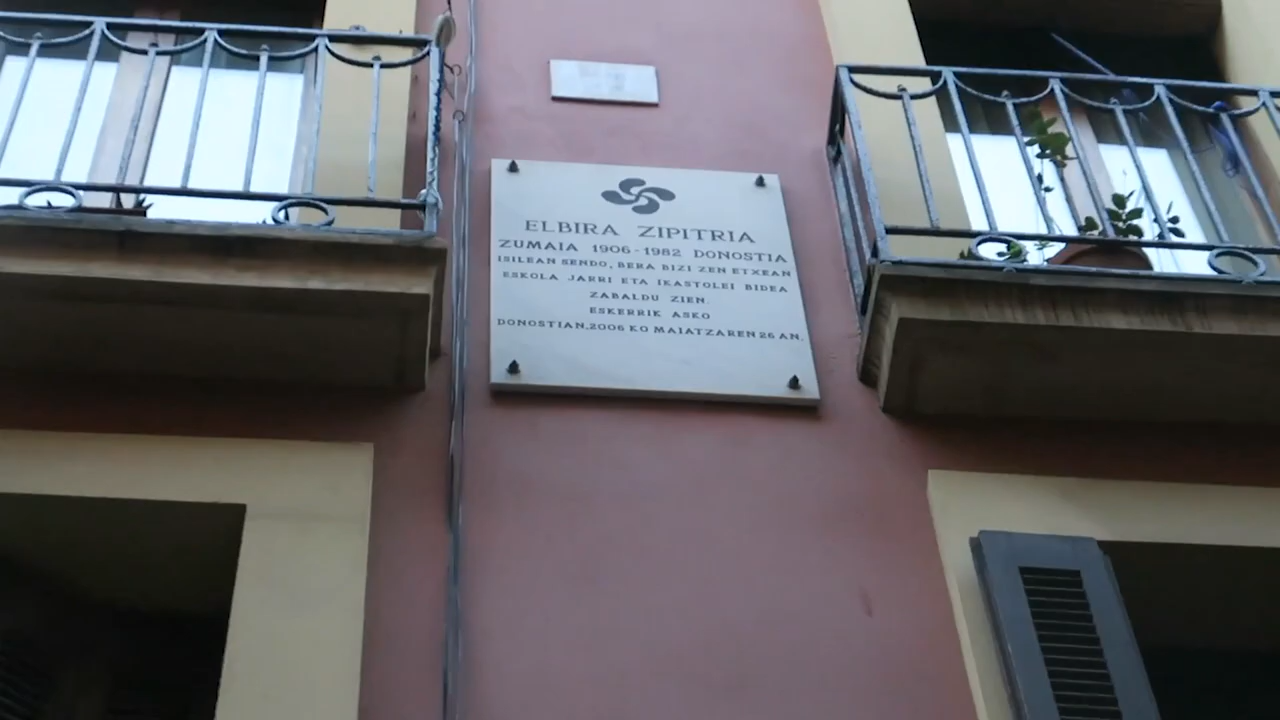 ELBIRA ZIPITRIA
ZUMAIA 1906-1982 DONOSTIA
ISILEAN SENDO, BERA BIZI ZEN ETXEAN
ESKOLA JARRI ETA IKASTOLEI BIDEA
ZABALDU ZIEN.
ESKERRIK ASKO
DONOSTIAN, 2006 KO MAIATZAREN 26 AN.